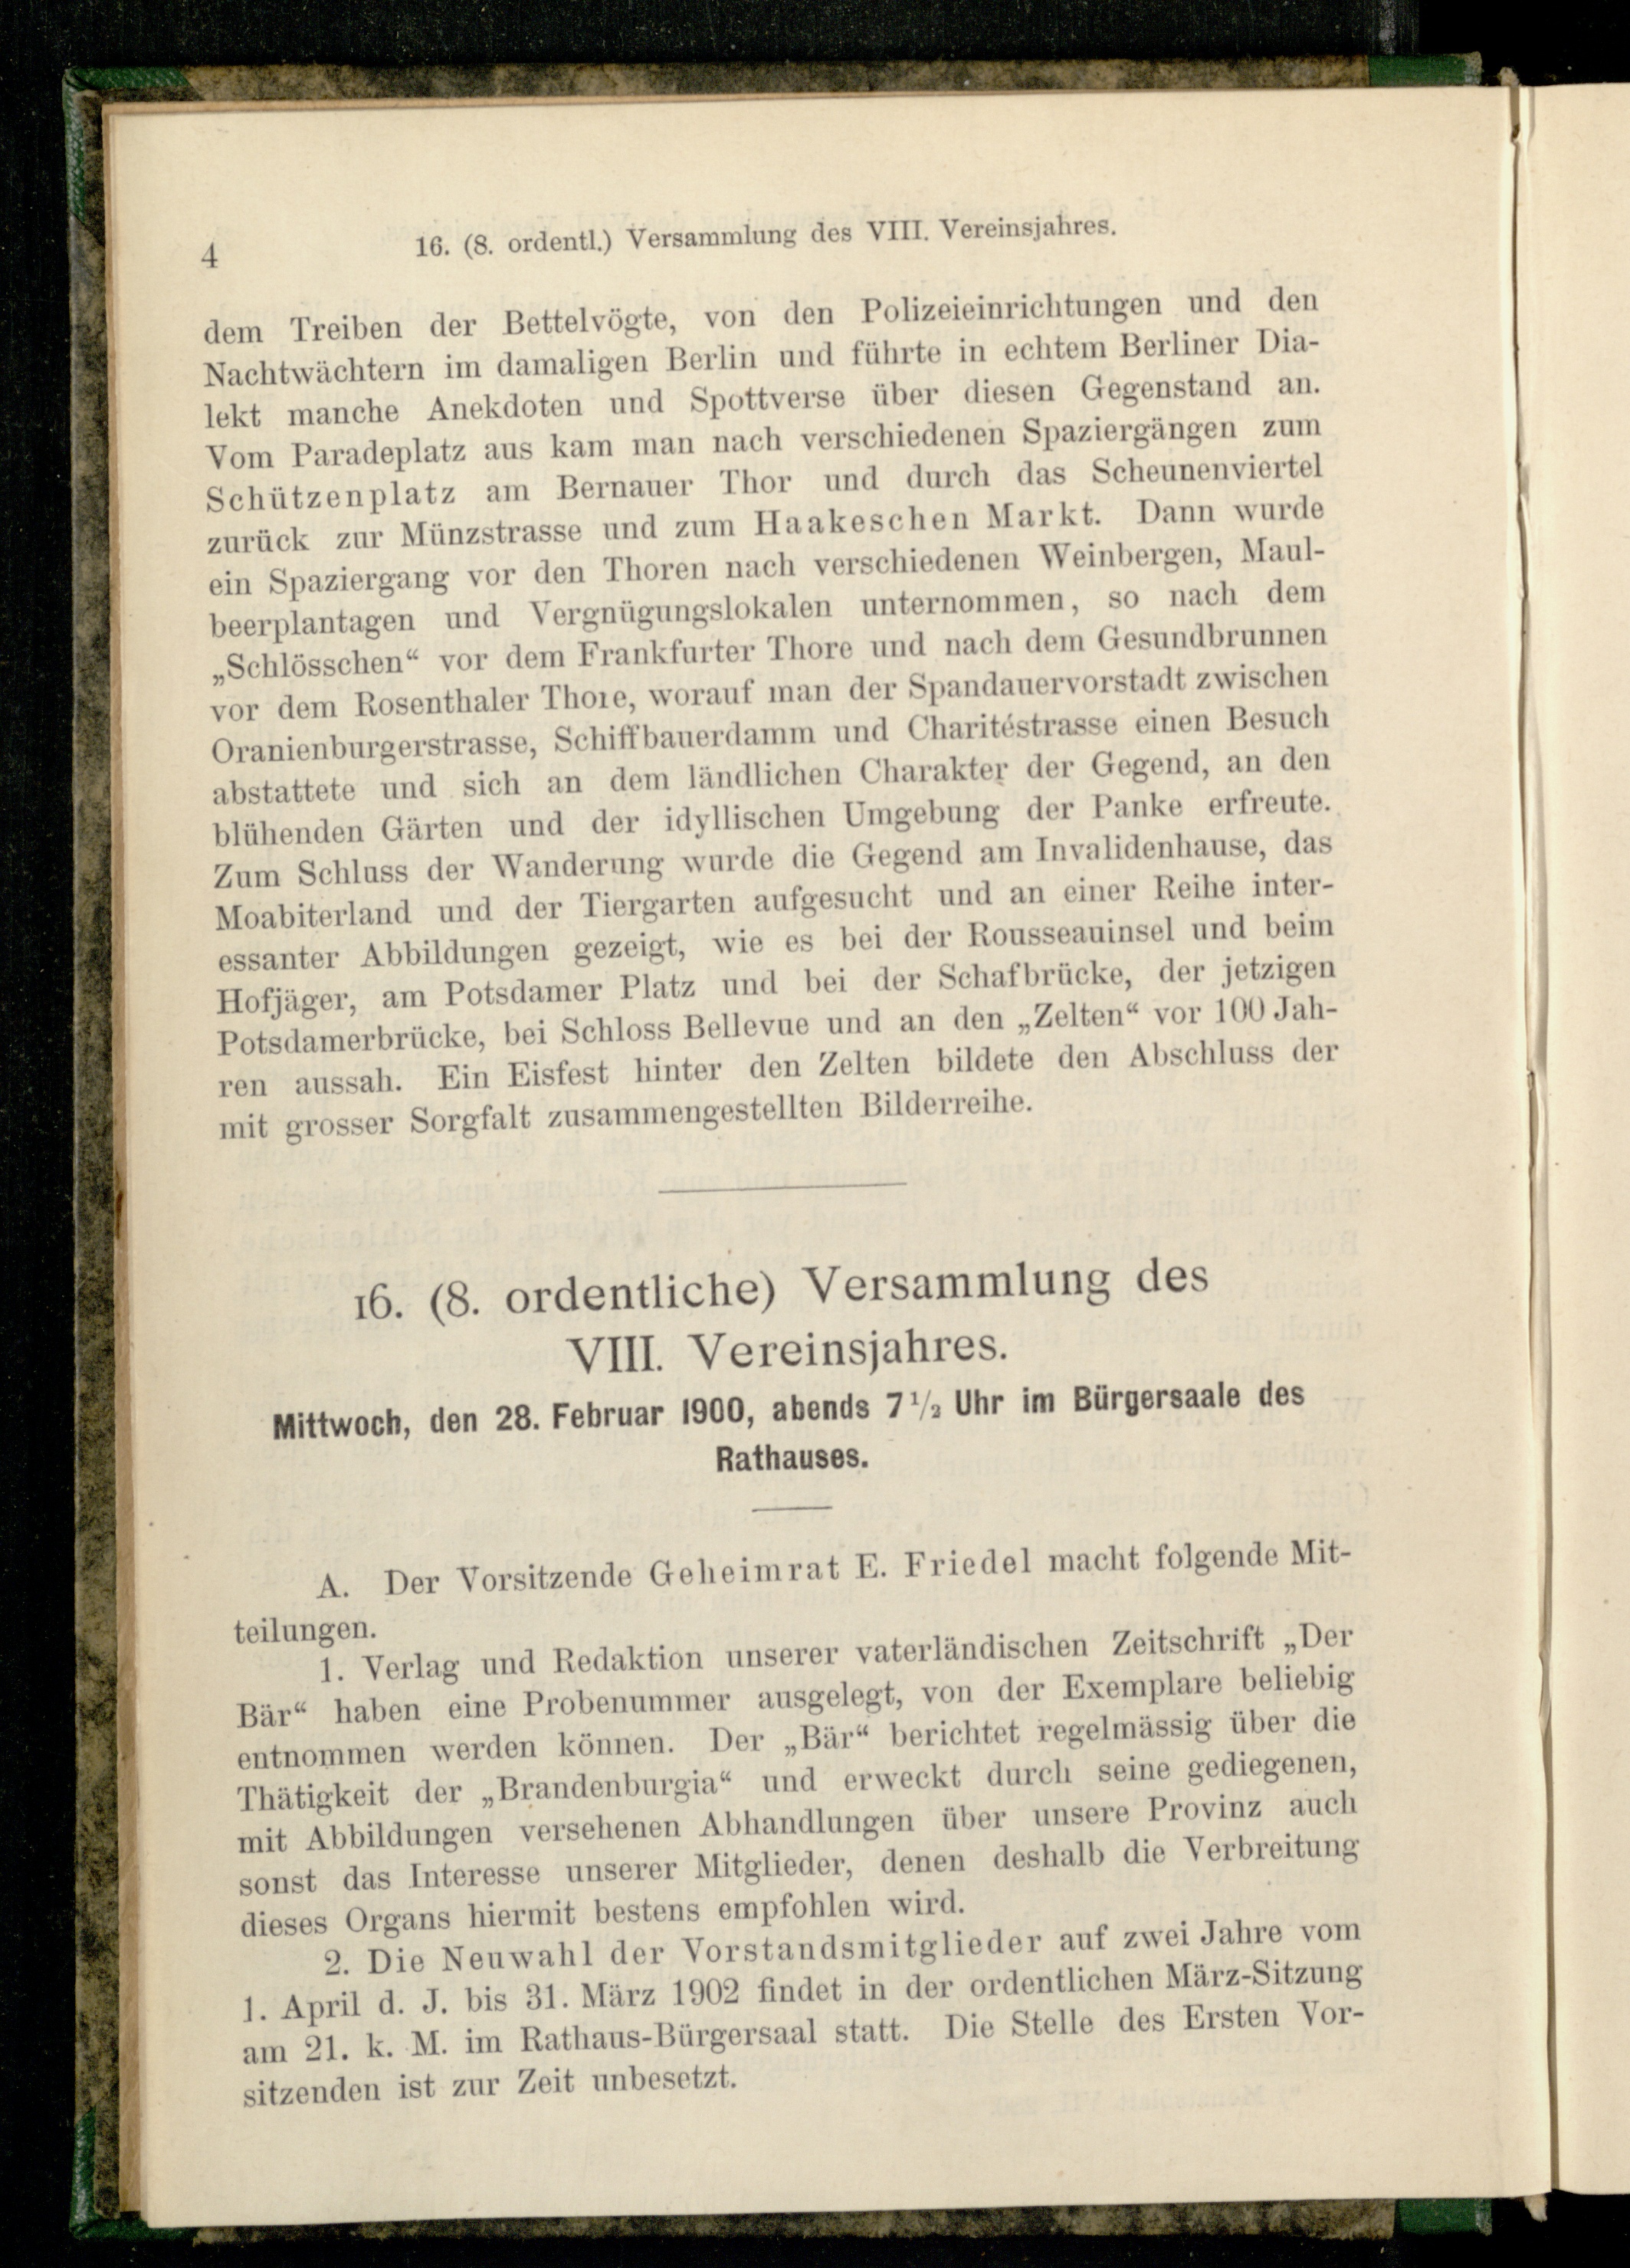 4
16. (8. ordentl.) Versammlung des VIII. Vereinsjahres.
dem Treiben der Bettelvögte, von den Polizeieinrichtungen und den
Nachtwächtern im damaligen Berlin und führte in echtem Berliner Dia-
lekt manche Anekdoten und Spottverse über diesen Gegenstand an.
Vom Paradeplatz aus kam man nach verschiedenen Spaziergängen zum
Schützenplatz am Bernauer Thor und durch das Scheunenviertel
zurück zur Münzstrasse und zum Haakeschen Markt. Dann wurde
ein Spaziergang vor den Thoren nach verschiedenen Weinbergen, Maul-
beerplantagen und Vergnügungslokalen unternommen, so nach dem
„Schlösschen“ vor dem Frankfurter Thore und nach dem Gesundbrunnen
vor dem Rosenthaler Thore, worauf man der Spandauervorstadt zwischen
Oranienburgerstrasse, Schiffbauerdamm und Charitéstrasse einen Besuch
abstattete und sich an dem ländlichen Charakter der Gegend, an den
blühenden Gärten und der idyllischen Umgebung der Panke erfreute.
Zum Schluss der Wanderung wurde die Gegend am Invalidenhause, das
Moabiterland und der Tiergarten aufgesucht und an einer Reihe inter-
essanter Abbildungen gezeigt, wie es bei der Rousseauinsel und beim
Hofjäger, am Potsdamer Platz und bei der Schafbrücke, der jetzigen
Potsdamerbrücke, bei Schloss Bellevue und an den „Zelten“ vor 100 Jah-
ren aussah. Ein Eisfest hinter den Zelten bildete den Abschluss der
mit grosser Sorgfalt zusammengestellten Bilderreihe.
16. (8. ordentliche) Versammlung des
VIII. Vereinsjahres.
Mittwoch, den 28. Februar 1900, abends 7 1/2 Uhr im Bürgersaale des
Rathauses.
A. Der Vorsitzende Geheimrat E. Friedel macht folgende Mit-
teilungen.
1. Verlag und Redaktion unserer vaterländischen Zeitschrift „Der
Bär“ haben eine Probenummer ausgelegt, von der Exemplare beliebig
entnommen werden können. Der „Bär“ berichtet regelmässig über die
Thätigkeit der „Brandenburgia“ und erweckt durch seine gediegenen,
mit Abbildungen versehenen Abhandlungen über unsere Provinz auch
sonst das Interesse unserer Mitglieder, denen deshalb die Verbreitung
dieses Organs hiermit bestens empfohlen wird.
2. Die Neuwahl der Vorstandsmitglieder auf zwei Jahre vom
1. April d. J. bis 31. März 1902 findet in der ordentlichen März-Sitzung
am 21. k. M. im Rathaus-Bürgersaal statt. Die Stelle des Ersten Vor-
sitzenden ist zur Zeit unbesetzt.